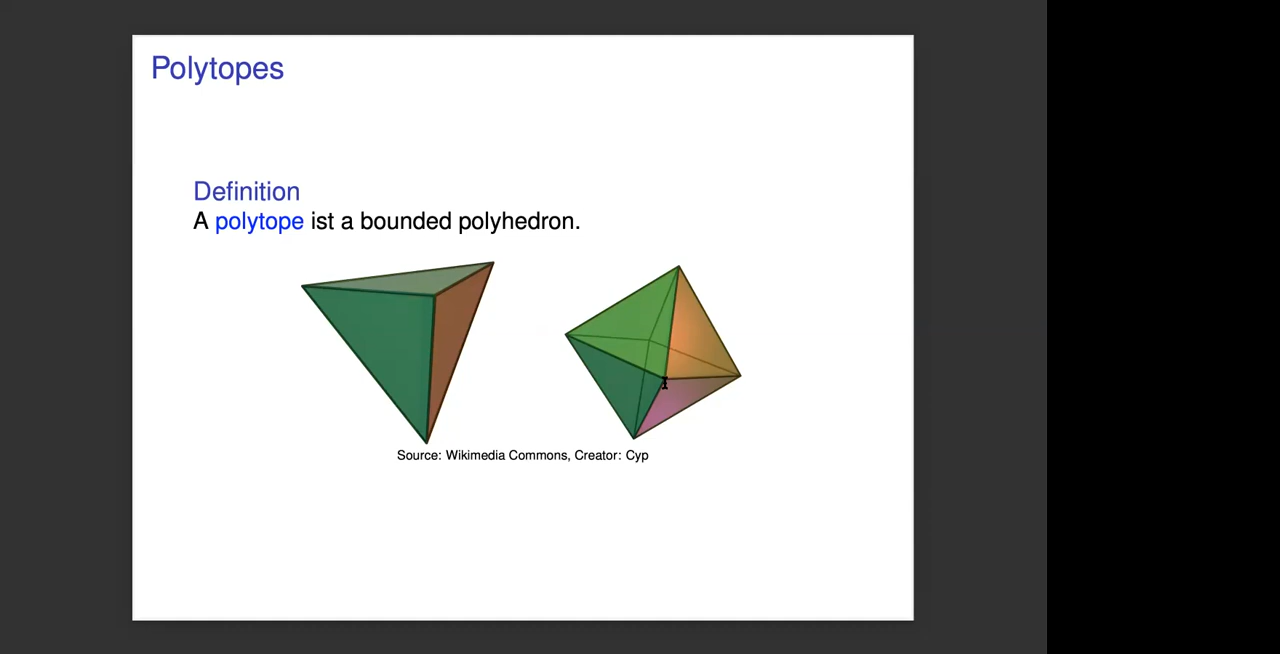 Polytopes
Definition
A polytope ist a bounded polyhedron.
Source: Wikimedia Commons, Creator: Cyp